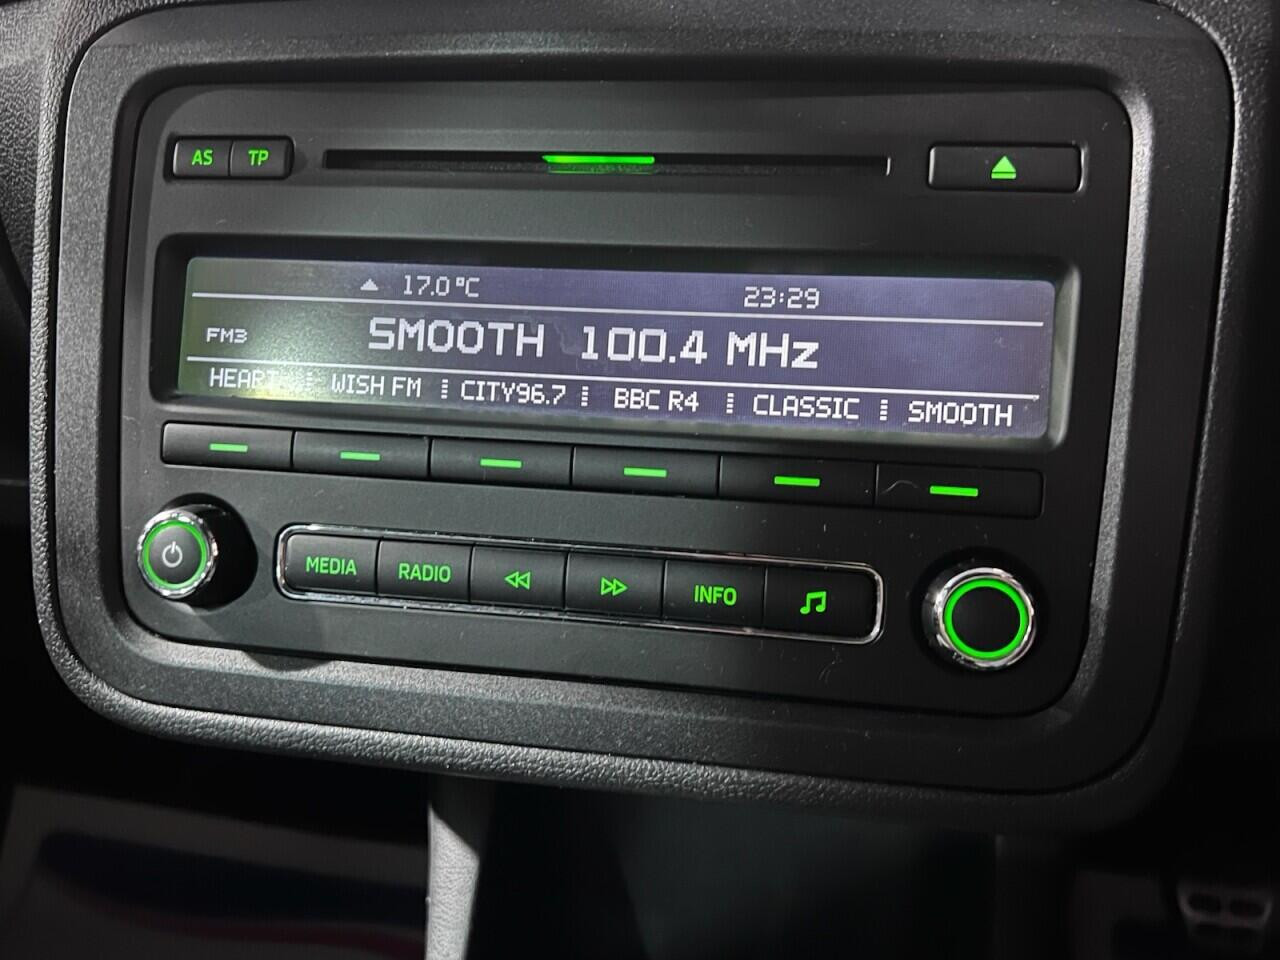 AS TP
17.0°C 23:29
FM3 SMOOTH 100.4 MHz
HEART WISH FM CITY96.7 BBC R4 CLASSIC SMOOTH
MEDIA RADIO INFO